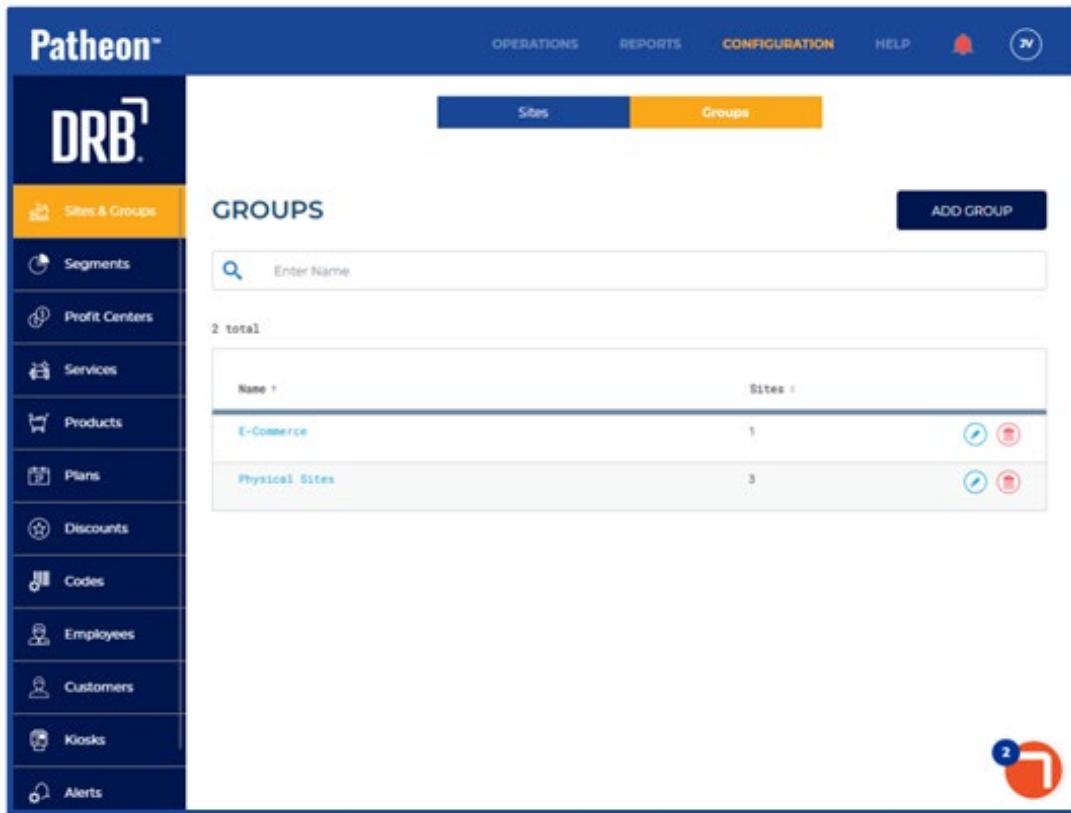 Patheon™
OPERATIONS REPORTS CONFIGURATION HELP JV
DRB®
Sites Groups
Sites & Groups
Segments
Profit Centers
Services
Products
Plans
Discounts
Codes
Employees
Customers
Kiosks
Alerts
GROUPS
ADD GROUP
Enter Name
2 total
Name ↑ Sites ↕
E-Commerce 1
Physical Sites 3
2